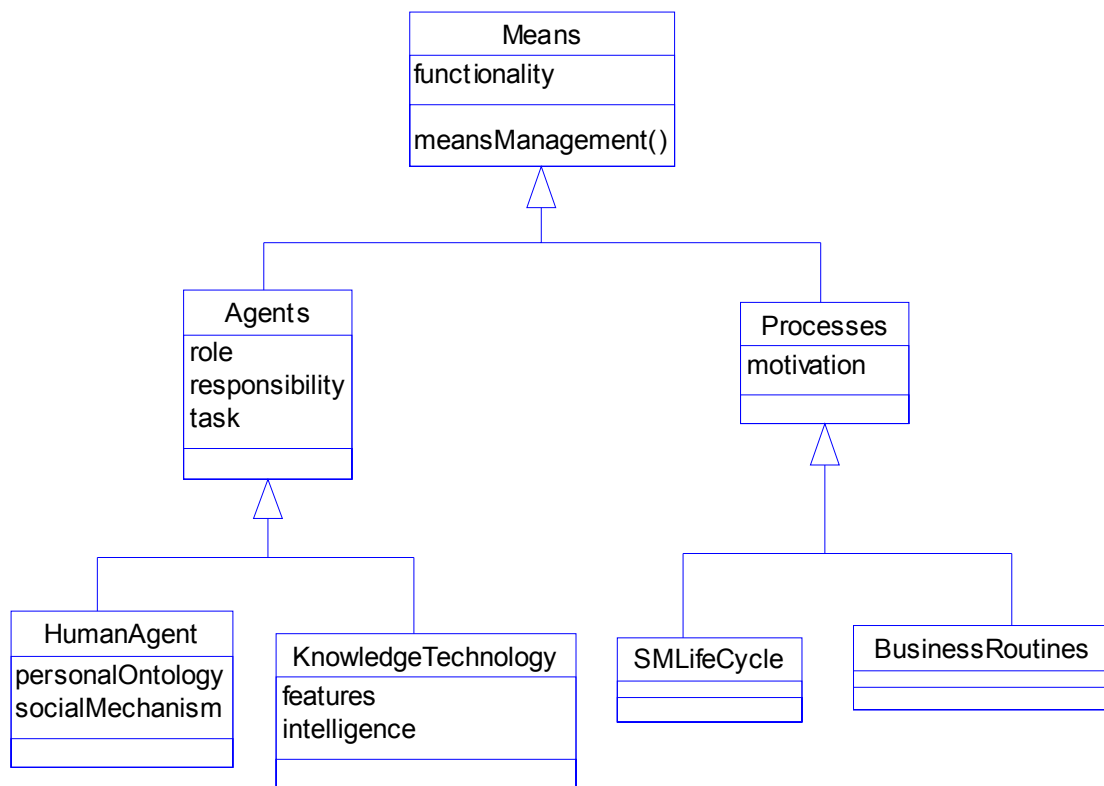 Means
functionality
meansManagement()
Agents
role
responsibility
task
Processes
motivation
HumanAgent
personalOntology
socialMechanism
KnowledgeTechnology
features
intelligence
SMLifeCycle
BusinessRoutines